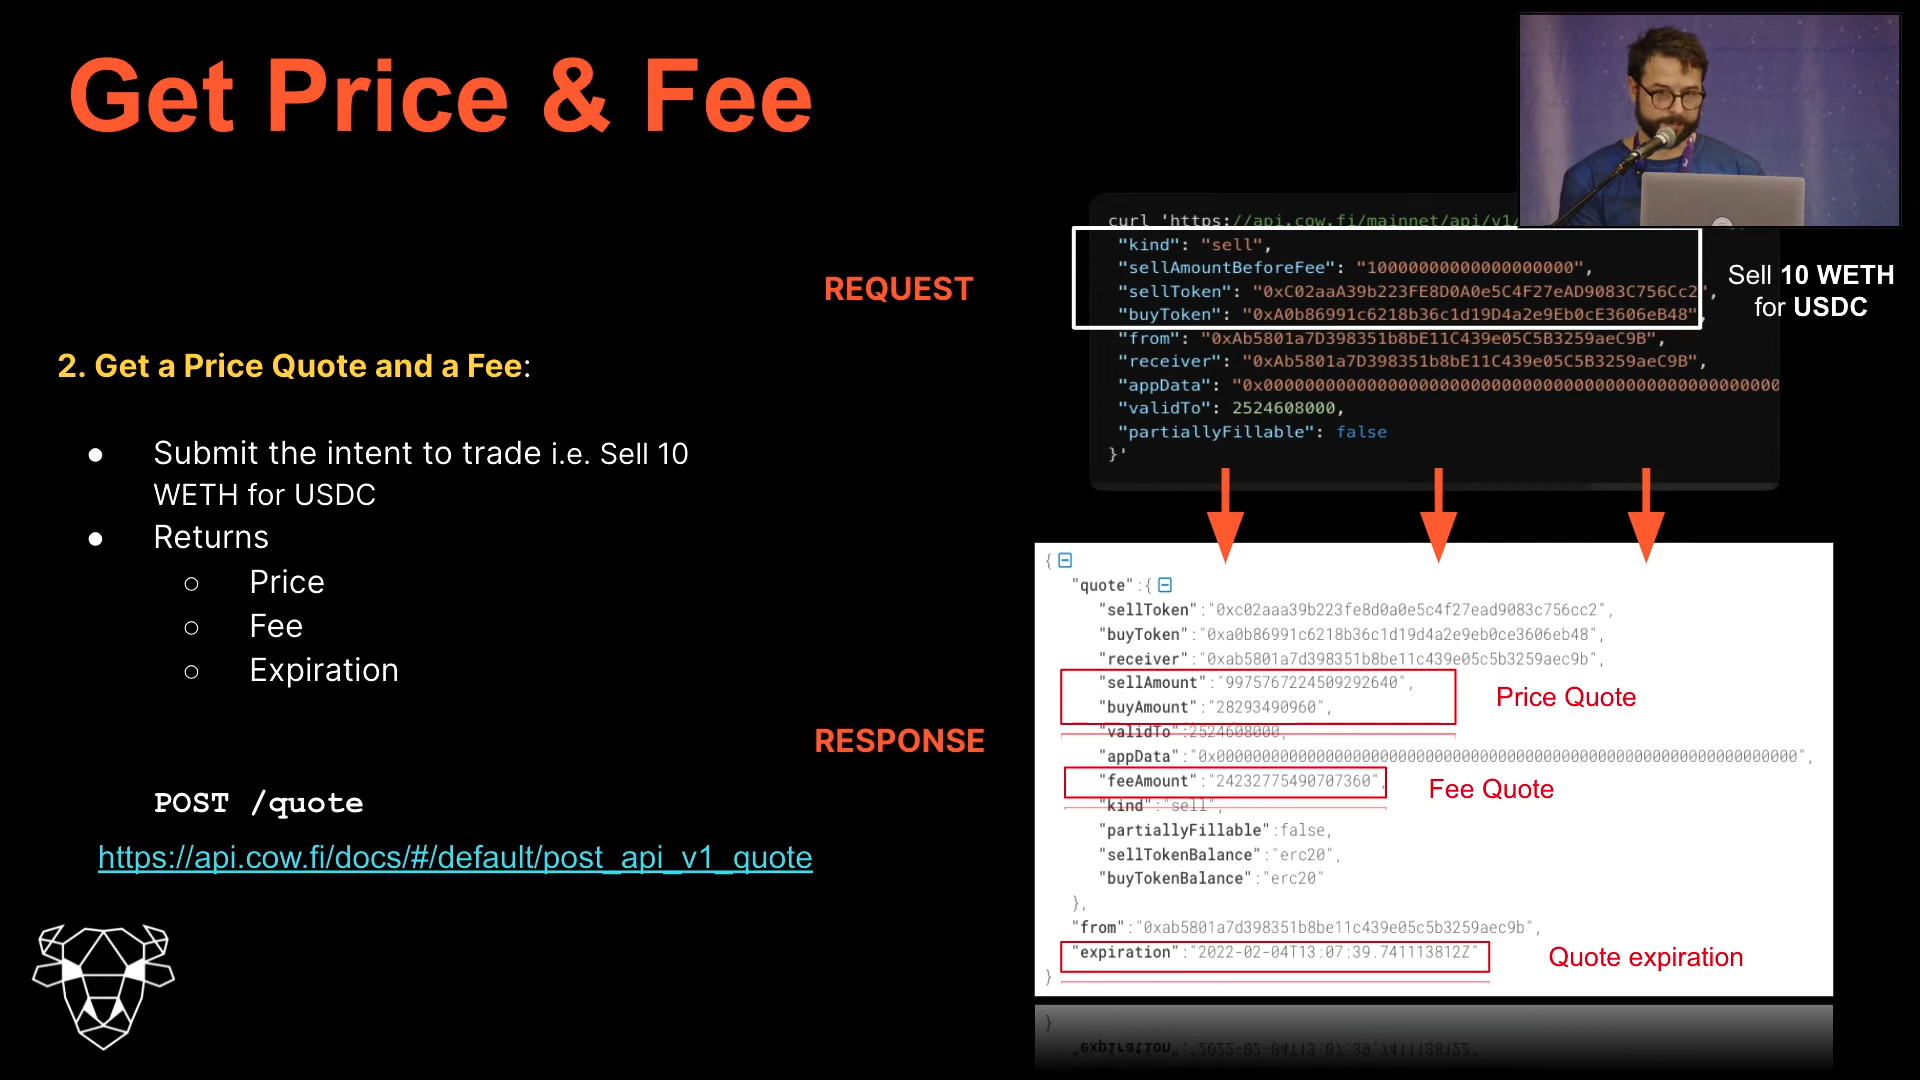 Get Price & Fee
REQUEST
2. Get a Price Quote and a Fee:
● Submit the intent to trade i.e. Sell 10
WETH for USDC
● Returns
○ Price
○ Fee
○ Expiration
RESPONSE
POST /quote
https://api.cow.fi/docs/#/default/post_api_v1_quote
curl 'https://api.cow.fi/mainnet/api/v1/
"kind": "sell",
"sellAmountBeforeFee": "10000000000000000000",
"sellToken": "0xC02aaA39b223FE8D0A0e5C4F27eAD9083C756Cc2",
"buyToken": "0xA0b86991c6218b36c1d19D4a2e9Eb0cE3606eB48",
"from": "0xAb5801a7D398351b8bE11C439e05C5B3259aeC9B",
"receiver": "0xAb5801a7D398351b8bE11C439e05C5B3259aeC9B",
"appData":
"validTo": 2524608000,
"partiallyFillable": false
}'
Sell 10 WETH
for USDC
{
"quote":{
"sellToken":"0xc02aaa39b223fe8d0a0e5c4f27ead9083c756cc2",
"buyToken":"0xa0b86991c6218b36c1d19d4a2e9eb0ce3606eb48",
"receiver":"0xab5801a7d398351b8be11c439e05c5b3259aec9b",
"sellAmount":"9975767224509292640",
"buyAmount":"28293490960",
Price Quote
"validTo":2524608000,
"appData":"0x0000000000000000000000000000000000000000000000000000000000000000",
"feeAmount":"24232775490707360",
Fee Quote
"kind":"sell",
"partiallyFillable":false,
"sellTokenBalance":"erc20",
"buyTokenBalance":"erc20"
},
"from":"0xab5801a7d398351b8be11c439e05c5b3259aec9b",
"expiration":"2022-02-04T13:07:39.741113812Z"
Quote expiration
}